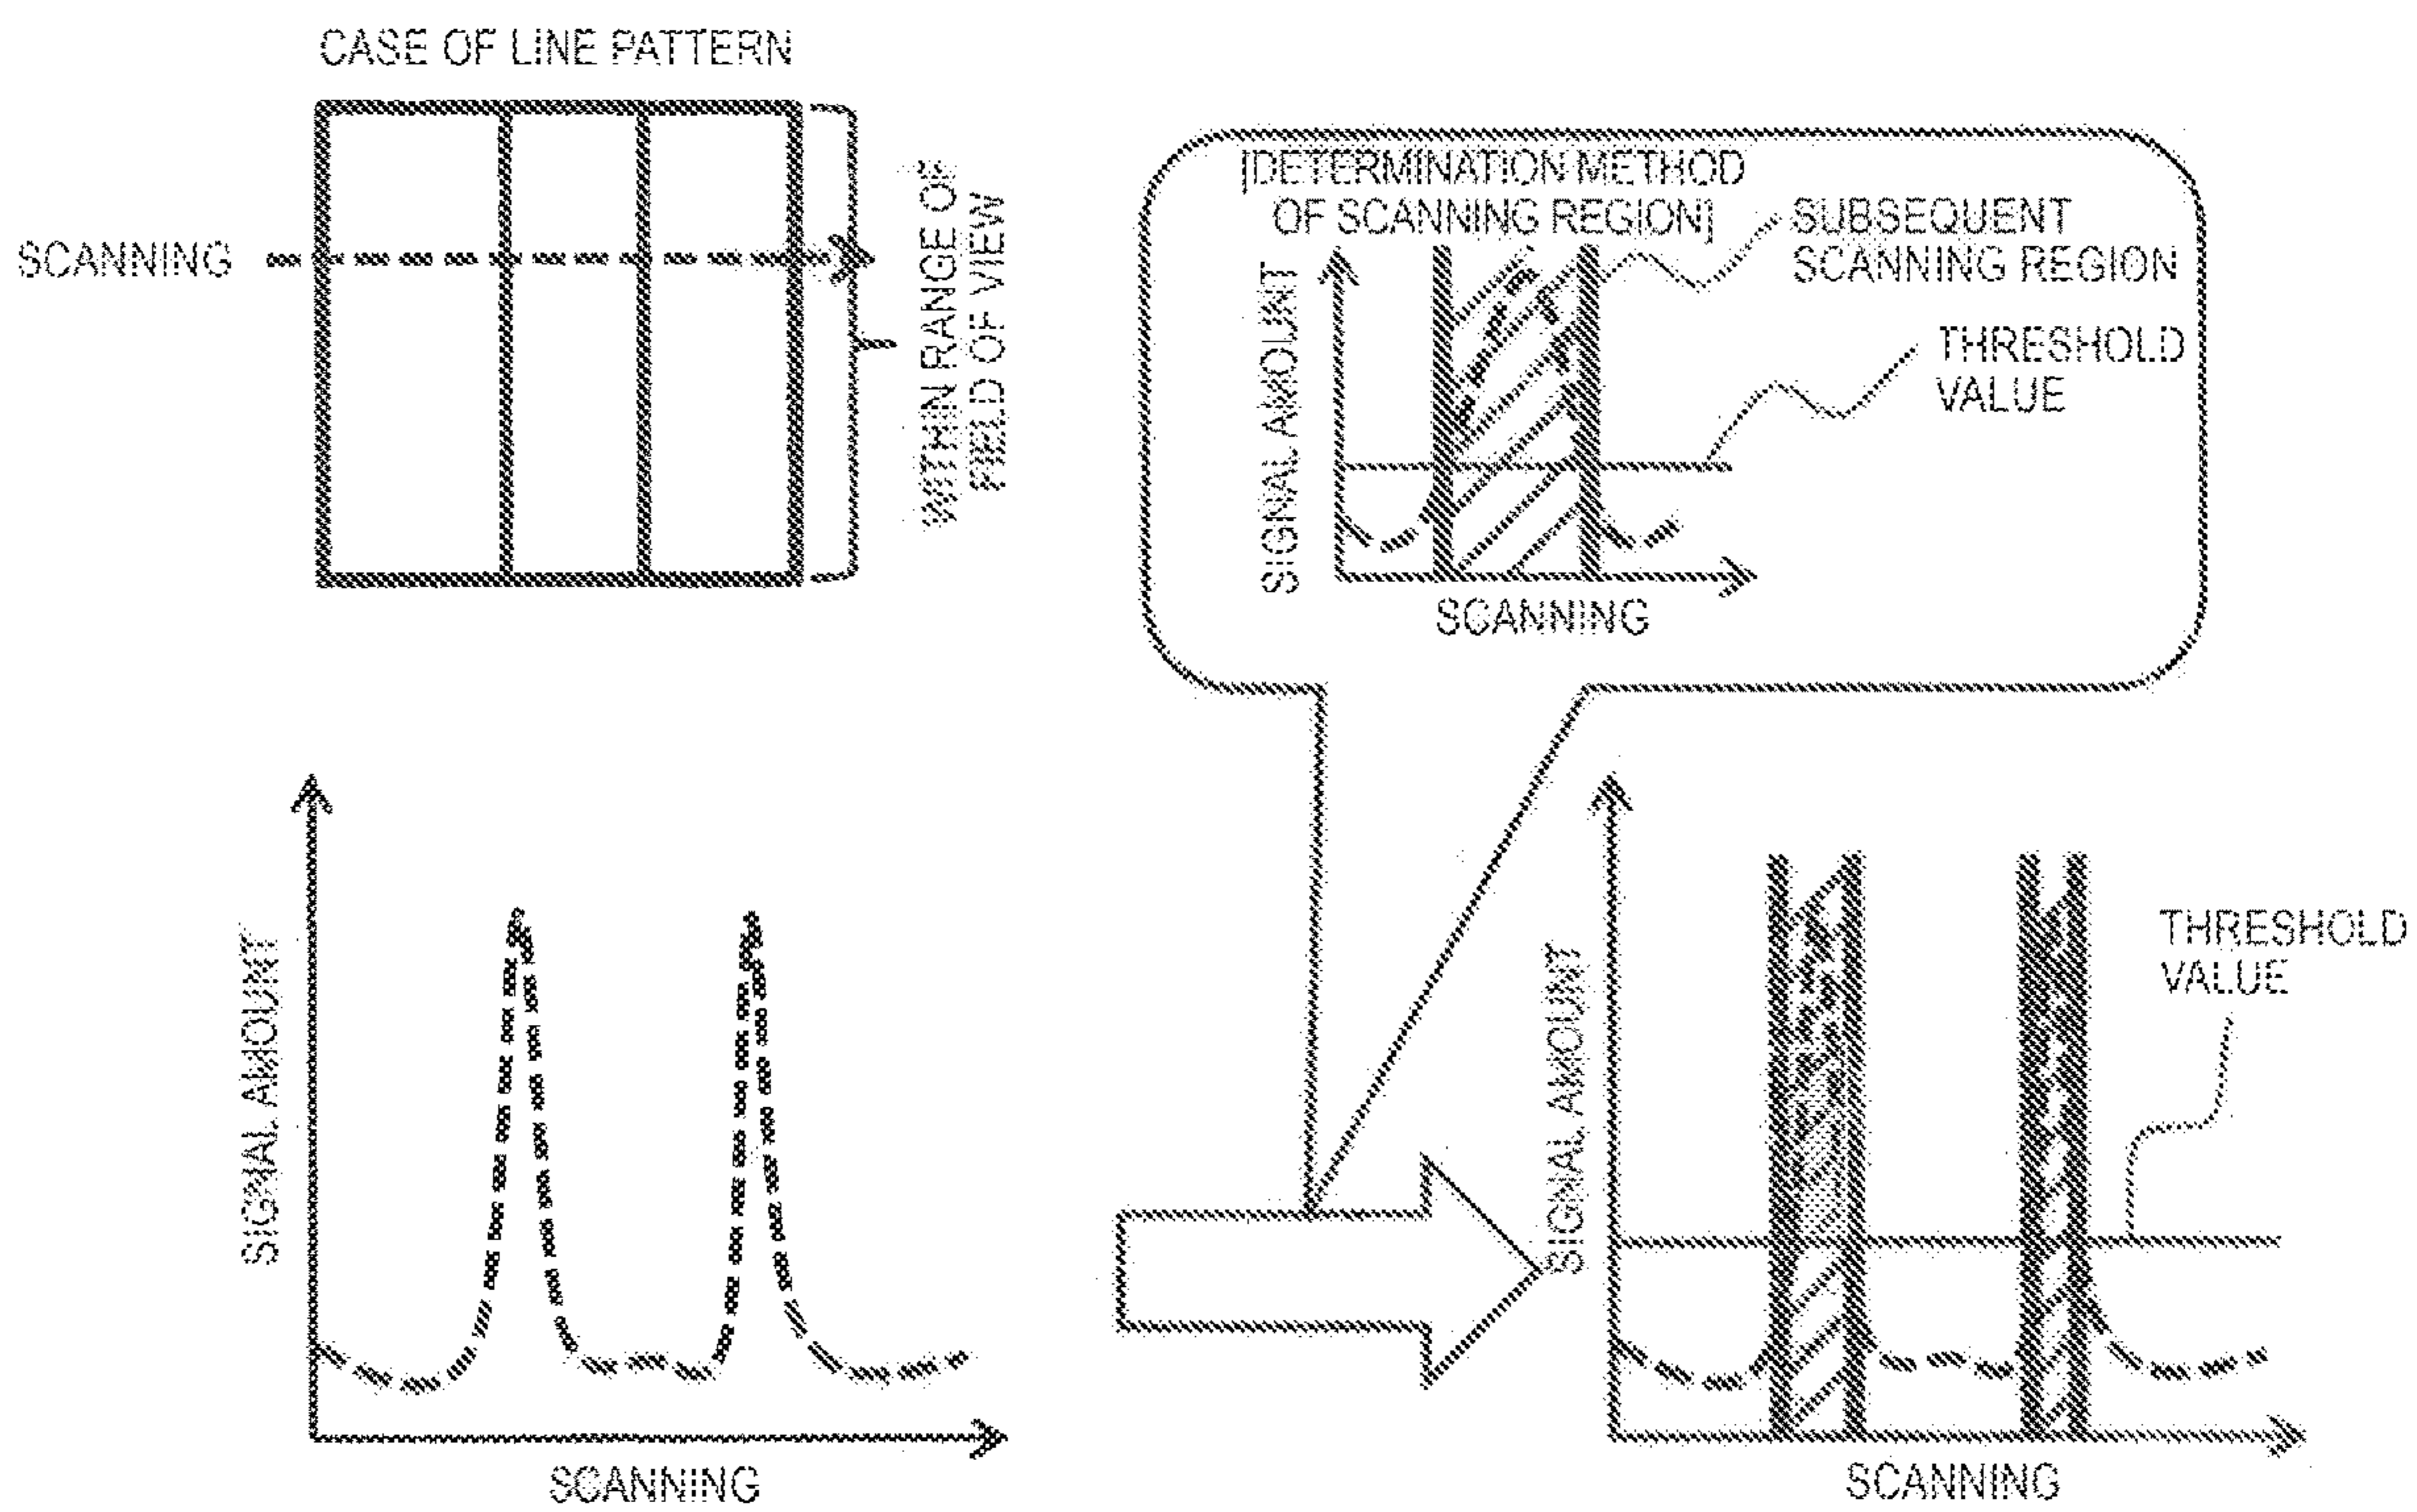 CASE OF LINE PATTERN
SCANNING
WITHIN RANGE OF
FIELD OF VIEW
[DETERMINATION METHOD
OF SCANNING REGION]
SUBSEQUENT
SCANNING REGION
THRESHOLD
VALUE
SIGNAL AMOUNT
SCANNING
SIGNAL AMOUNT
SCANNING
SIGNAL AMOUNT
THRESHOLD
VALUE
SCANNING